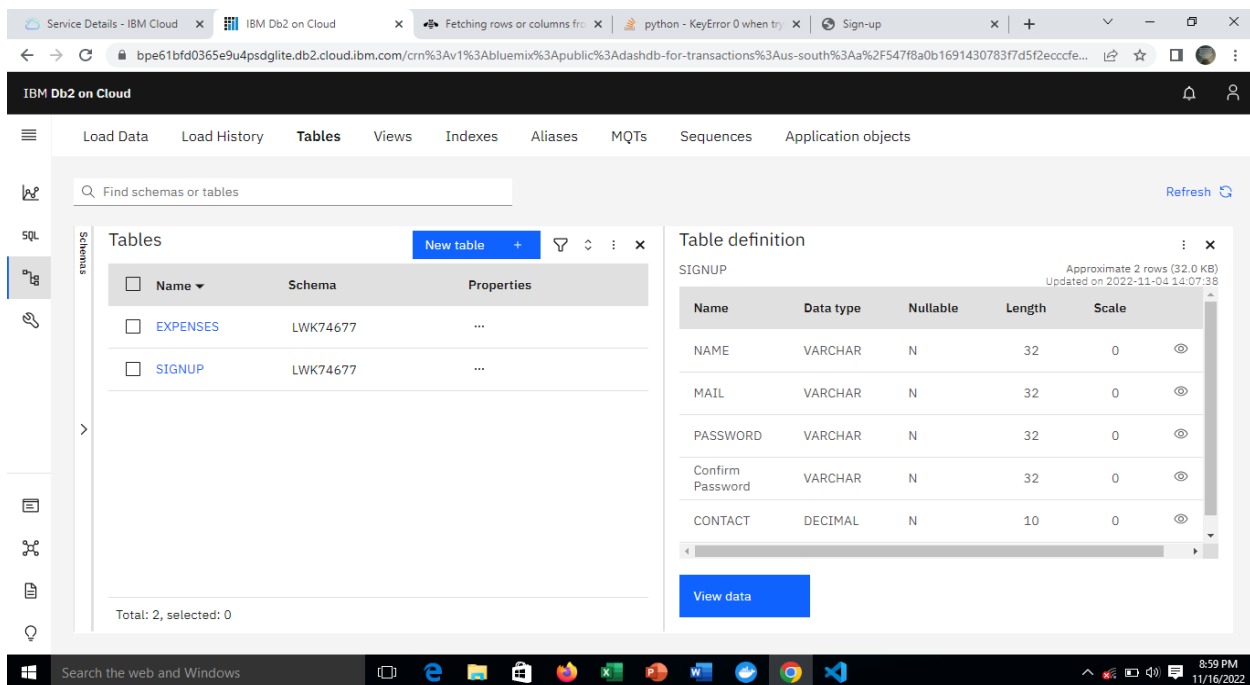 Service Details - IBM Cloud
IBM Db2 on Cloud
Fetching rows or columns fro
python - KeyError 0 when try
Sign-up
bpe61bfd0365e9u4psdglite.db2.cloud.ibm.com/crn%3Av1%3Abluemix%3Apublic%3Adashdb-for-transactions%3Aus-south%3Aa%2F547f8a0b1691430783f7d5f2ecccfe...
IBM Db2 on Cloud
Load Data Load History Tables Views Indexes Aliases MQTs Sequences Application objects
Find schemas or tables
Refresh
SQL
Schemas
Tables
New table +
Name Schema Properties
EXPENSES LWK74677 ...
SIGNUP LWK74677 ...
Total: 2, selected: 0
Table definition
SIGNUP
Approximate 2 rows (32.0 KB)
Updated on 2022-11-04 14:07:38
Name Data type Nullable Length Scale
NAME VARCHAR N 32 0
MAIL VARCHAR N 32 0
PASSWORD VARCHAR N 32 0
Confirm
Password VARCHAR N 32 0
CONTACT DECIMAL N 10 0
View data
Search the web and Windows
8:59 PM
11/16/2022